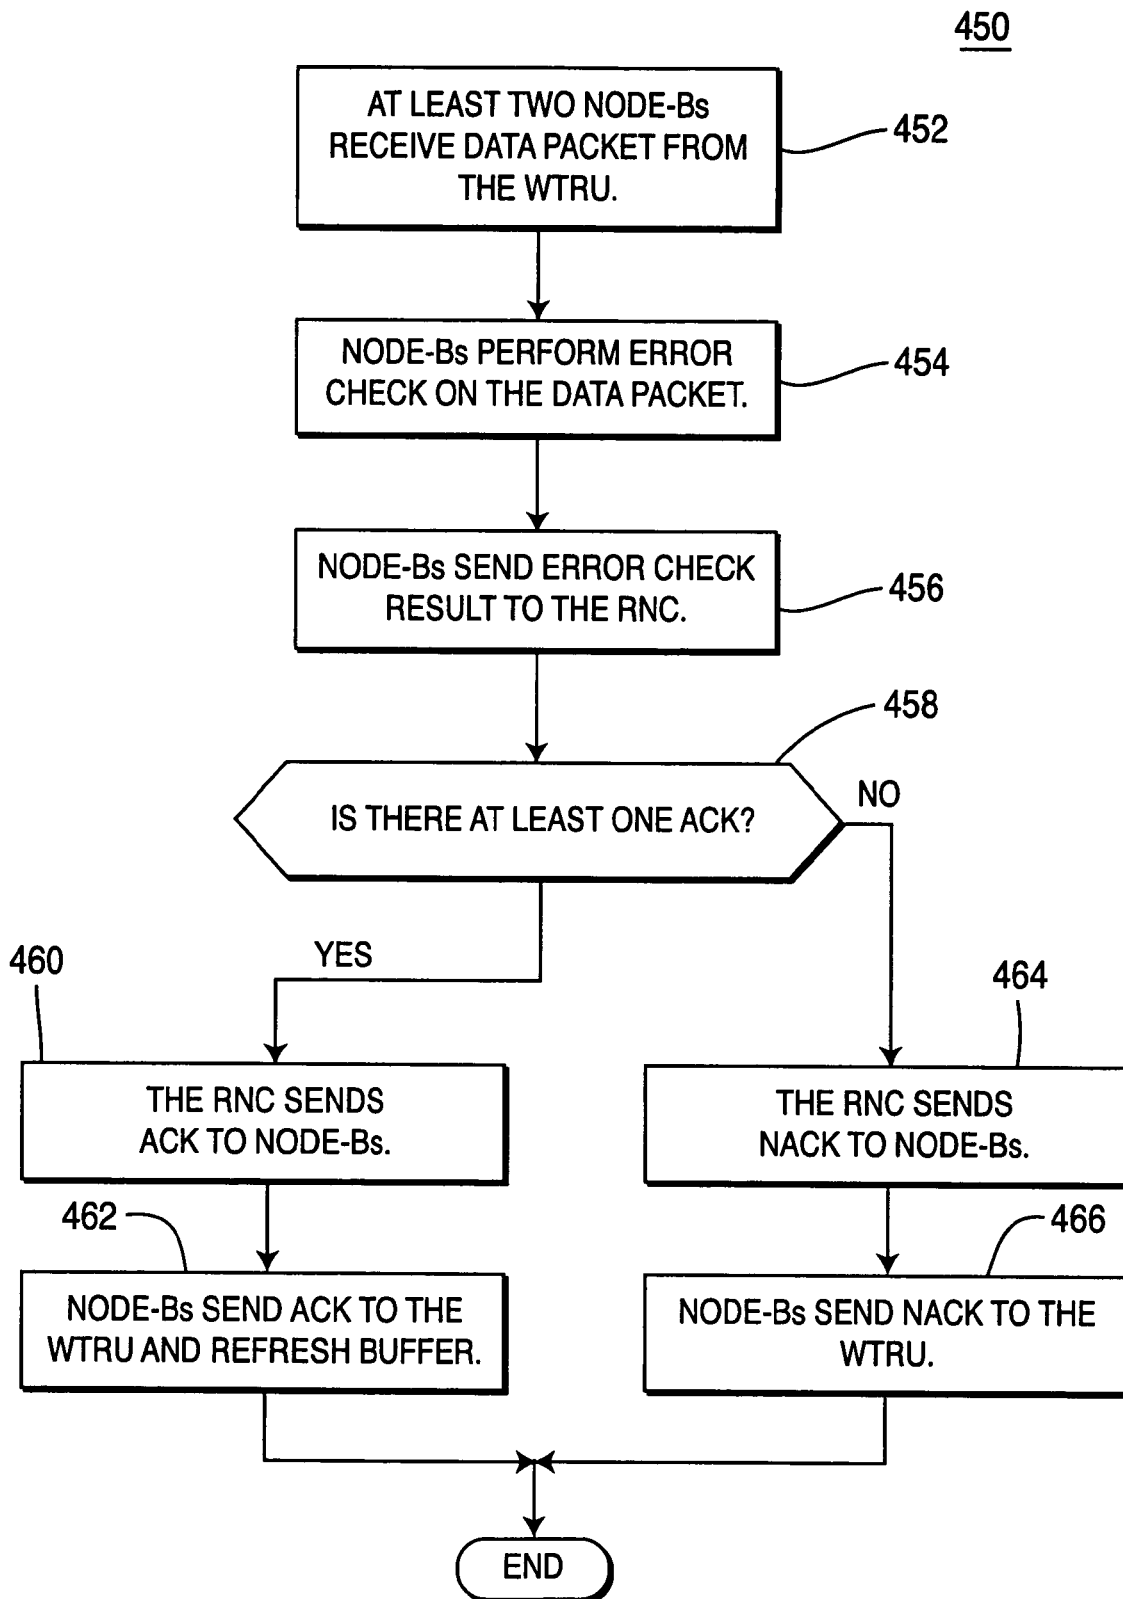 450
AT LEAST TWO NODE-Bs
RECEIVE DATA PACKET FROM
THE WTRU.
452
NODE-Bs PERFORM ERROR
CHECK ON THE DATA PACKET.
454
NODE-Bs SEND ERROR CHECK
RESULT TO THE RNC.
456
458
IS THERE AT LEAST ONE ACK?
NO
YES
460
464
THE RNC SENDS
ACK TO NODE-Bs.
THE RNC SENDS
NACK TO NODE-Bs.
462
466
NODE-Bs SEND ACK TO THE
WTRU AND REFRESH BUFFER.
NODE-Bs SEND NACK TO THE
WTRU.
END